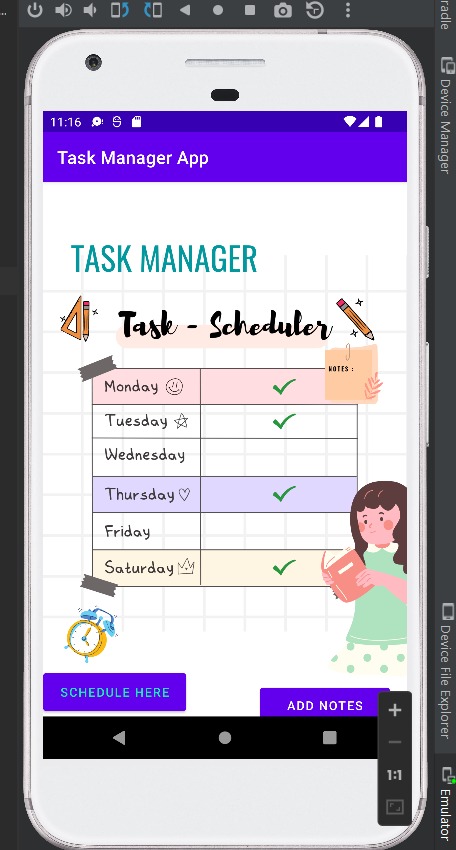 radle
Device Manager
11:16
Task Manager App
TASK MANAGER
Task - Scheduler
NOTES :
Monday
Tuesday
Wednesday
Thursday
Friday
Saturday
SCHEDULE HERE
ADD NOTES
1:1
Device File Explorer
Emulator